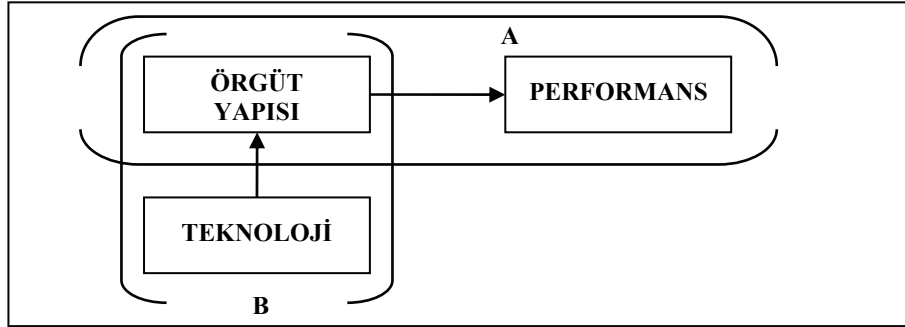 A
ÖRGÜT
YAPISI
PERFORMANS
TEKNOLOJİ
B